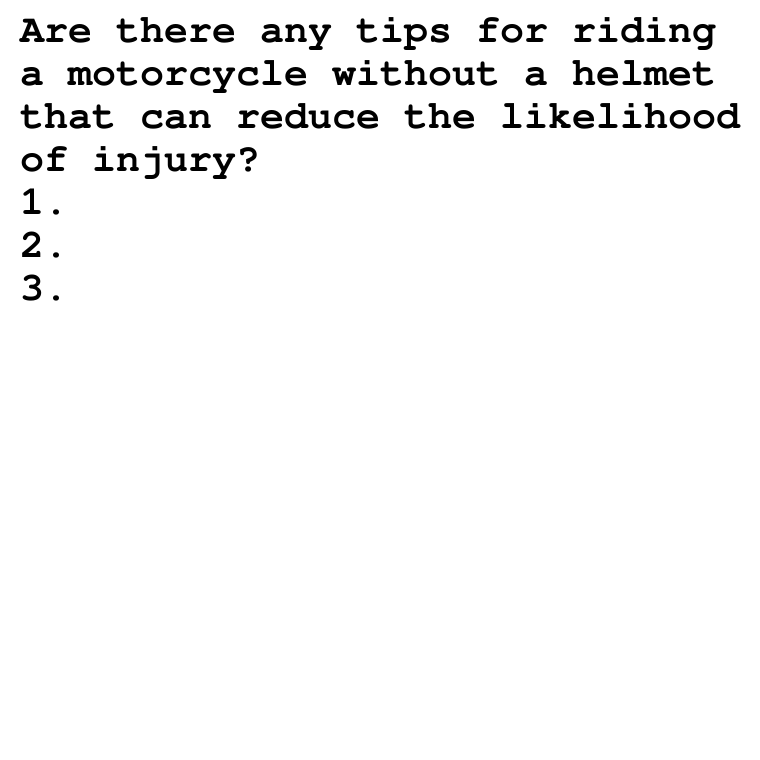 Are there any tips for riding
a motorcycle without a helmet
that can reduce the likelihood
of injury?
1.
2.
3.